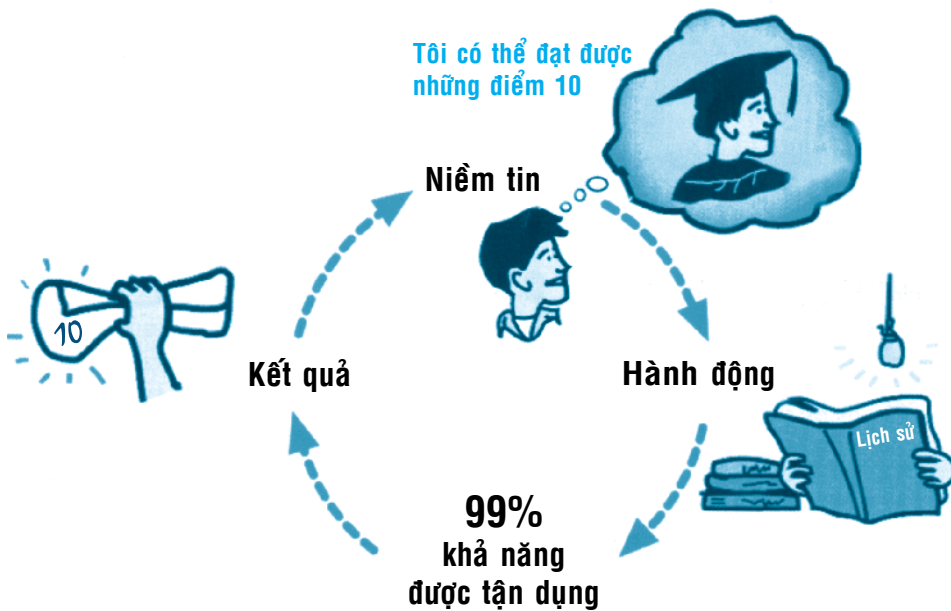 Tôi có thể đạt được
những điểm 10
Niềm tin
Hành động
Lịch sử
99%
khả năng
được tận dụng
Kết quả
10